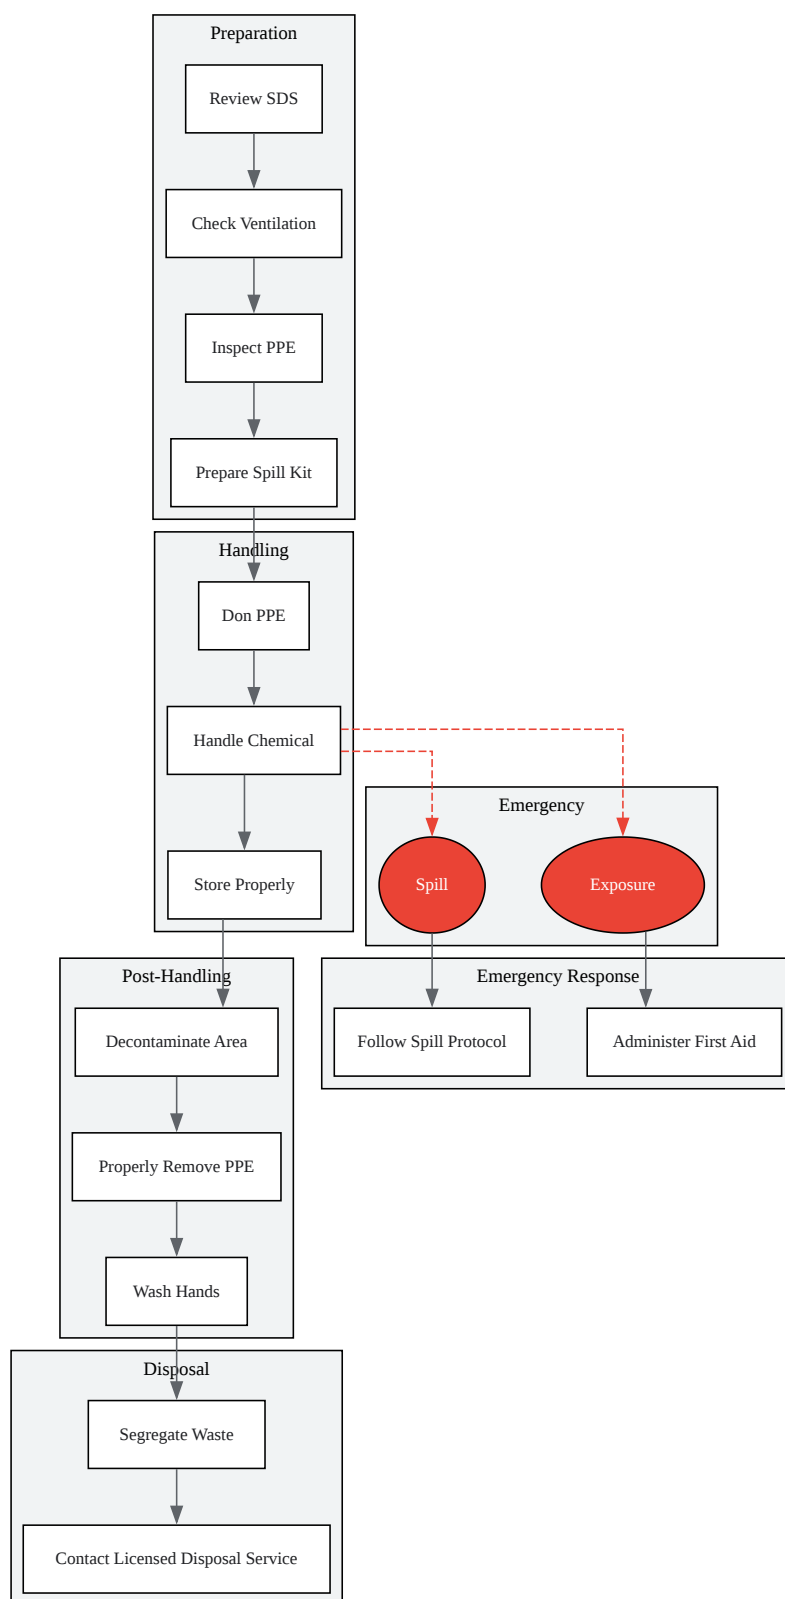 Preparation
Review SDS
Check Ventilation
Inspect PPE
Prepare Spill Kit
Handling
Don PPE
Handle Chemical
Store Properly
Emergency
Spill
Exposure
Emergency Response
Follow Spill Protocol
Administer First Aid
Post-Handling
Decontaminate Area
Properly Remove PPE
Wash Hands
Disposal
Segregate Waste
Contact Licensed Disposal Service